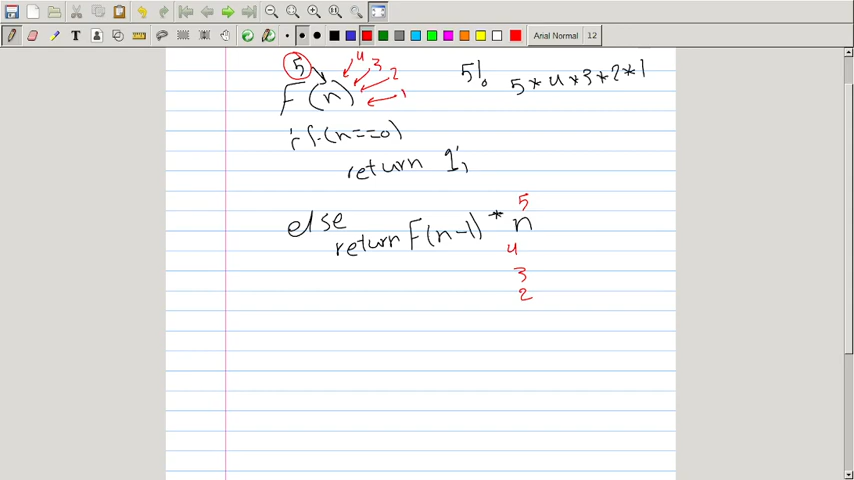 Arial Normal 12
5 4 3 2 1
F(n) 5! 5*4*3*2*1
if(n==0)
return 1;
5
else
return F(n-1) * n
4
3
2